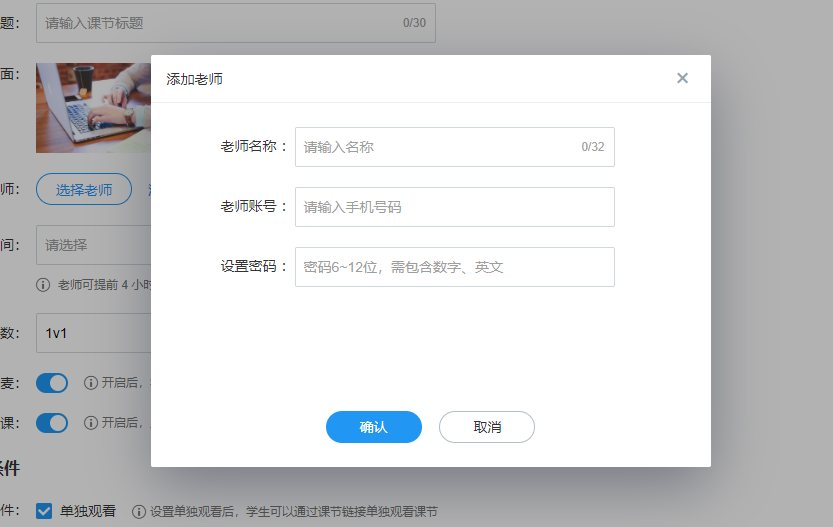 题:
请输入课节标题
0/30
面:
添加老师
老师名称：
请输入名称
0/32
师:
选择老师
老师账号：
请输入手机号码
间:
请选择
设置密码：
密码6~12位，需包含数字、英文
老师可提前 4 小时
数:
1v1
麦:
开启后，
课:
开启后，
确认
取消
条件
件:
单独观看
设置单独观看后，学生可以通过课节链接单独观看课节